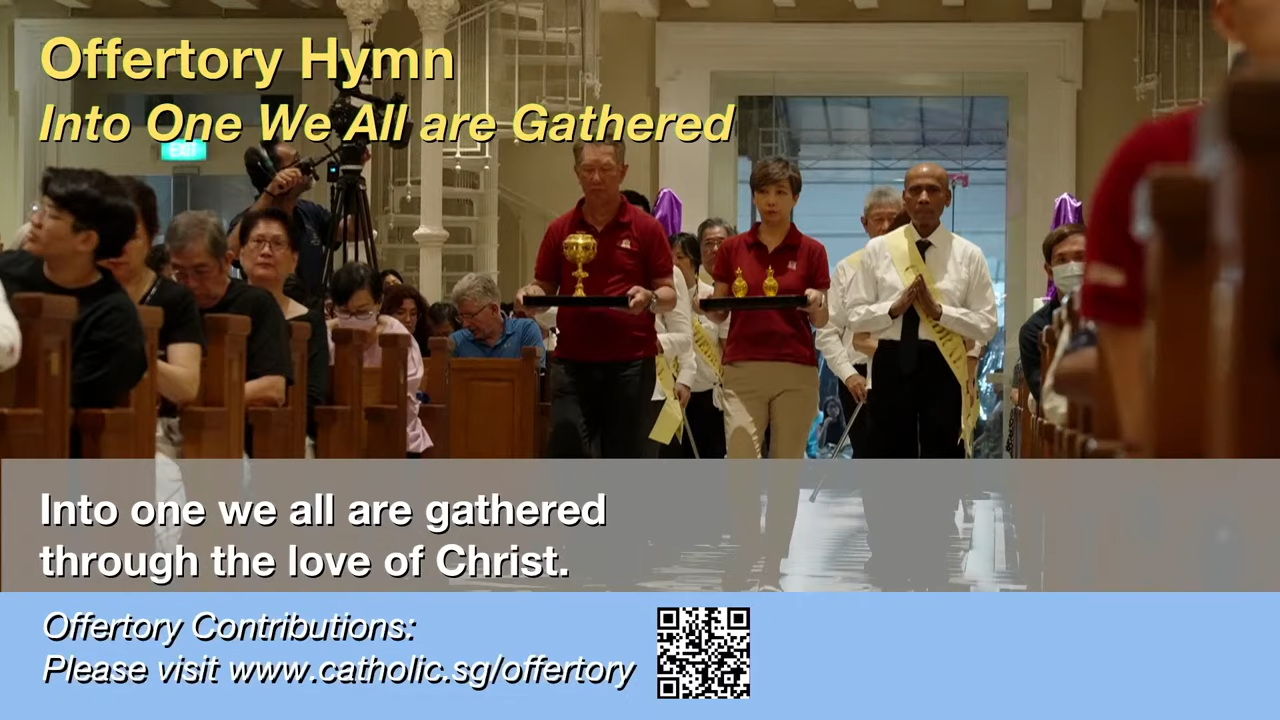 Offertory Hymn
Into One We All are Gathered
EXIT
Into one we all are gathered
through the love of Christ.
Offertory Contributions:
Please visit www.catholic.sg/offertory